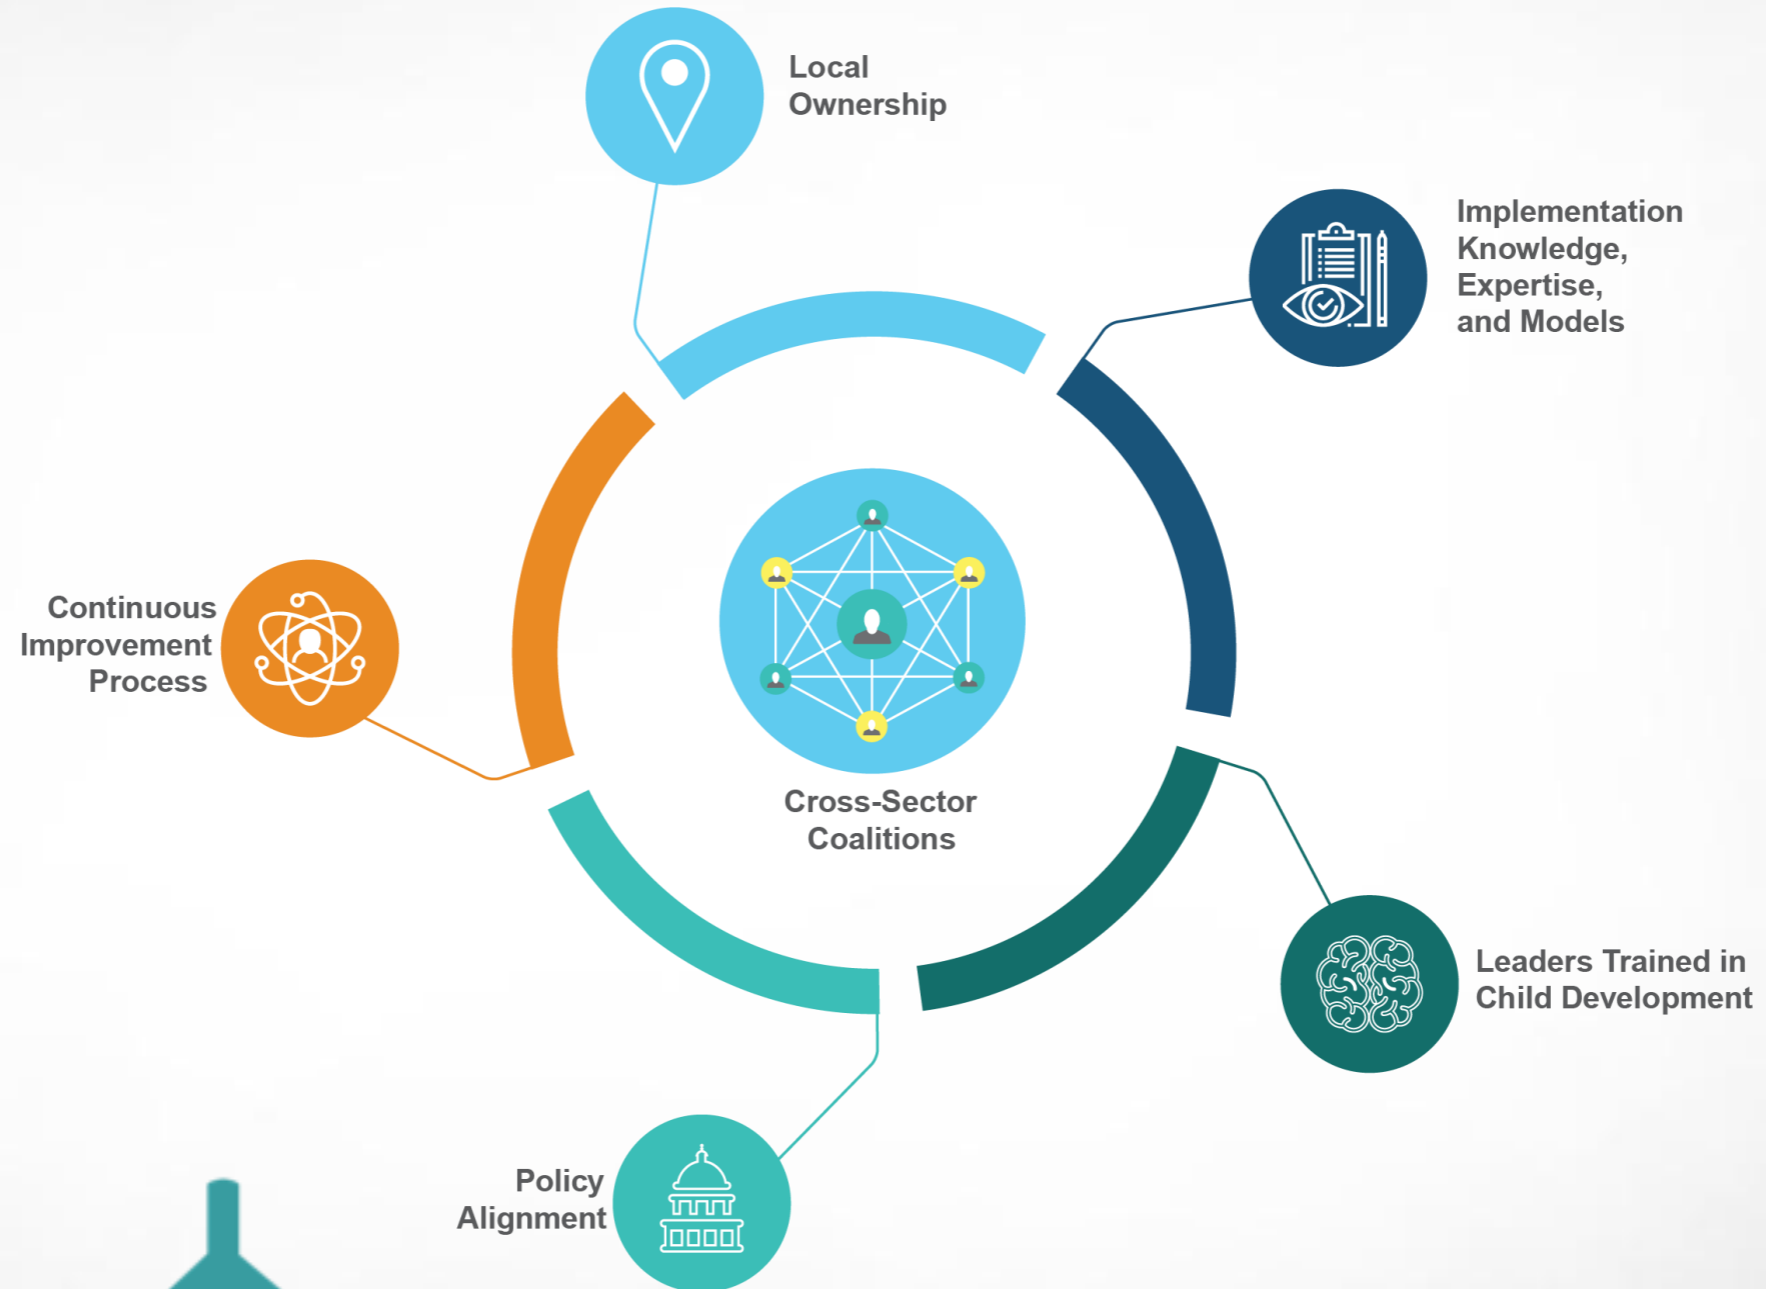 Local
Ownership
Implementation
Knowledge,
Expertise,
and Models
Continuous
Improvement
Process
Cross-Sector
Coalitions
Leaders Trained in
Child Development
Policy
Alignment